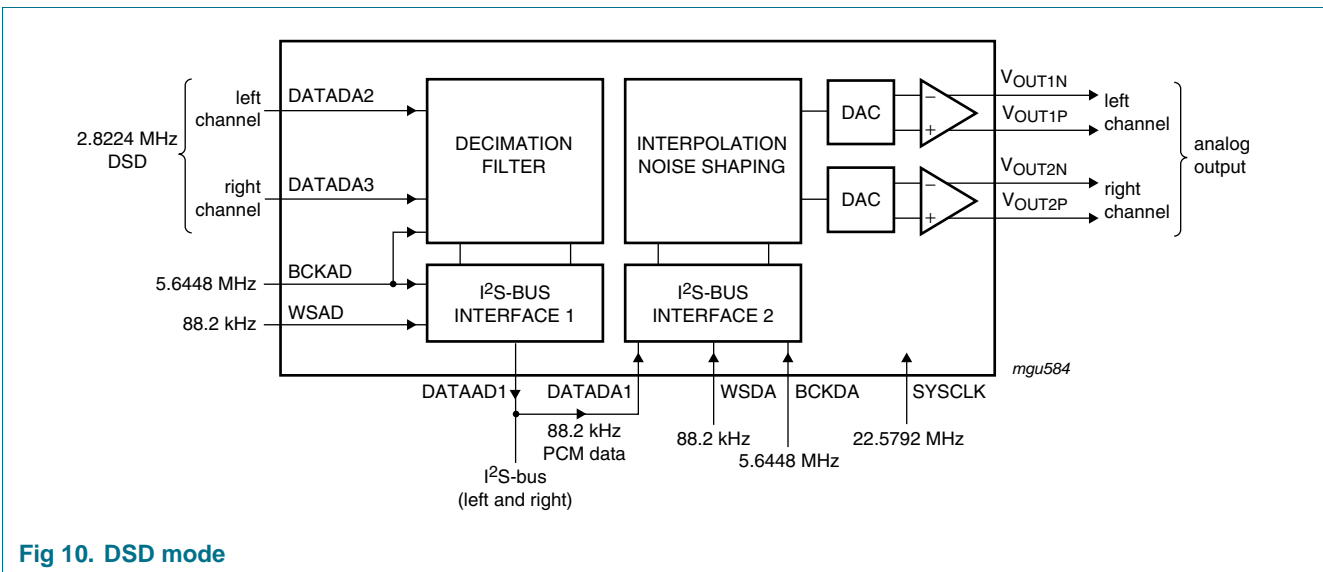 2.8224 MHz
DSD
left
channel
DATADA2
right
channel
DATADA3
5.6448 MHz
BCKAD
88.2 kHz
WSAD
DECIMATION
FILTER
I2S-BUS
INTERFACE 1
INTERPOLATION
NOISE SHAPING
I2S-BUS
INTERFACE 2
DAC
−
+
DAC
−
+
VOUT1N
VOUT1P
left
channel
VOUT2N
VOUT2P
right
channel
analog
output
mgu584
DATAAD1
DATADA1
WSDA
BCKDA
SYSCLK
88.2 kHz
PCM data
88.2 kHz
5.6448 MHz
22.5792 MHz
I2S-bus
(left and right)
Fig 10. DSD mode